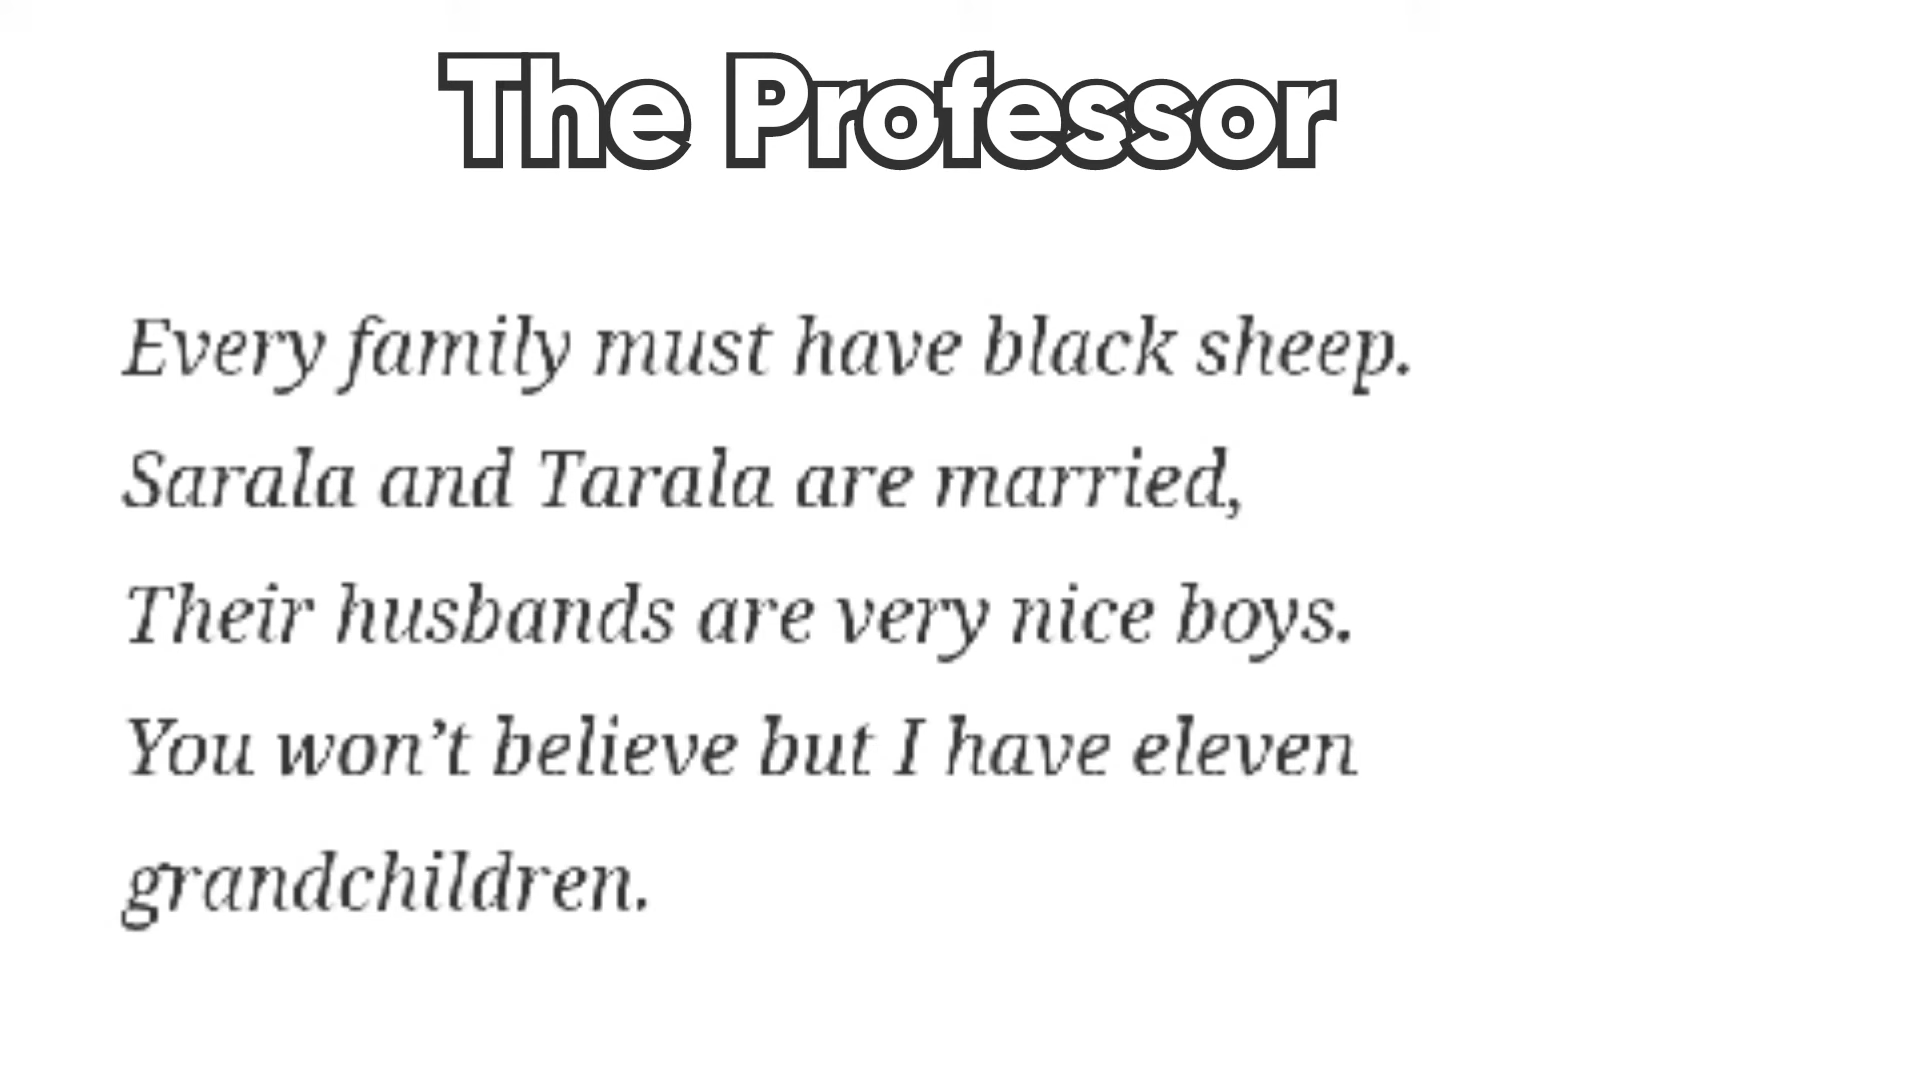 The Professor
Every family must have black sheep.
Sarala and Tarala are married,
Their husbands are very nice boys.
You won’t believe but I have eleven
grandchildren.